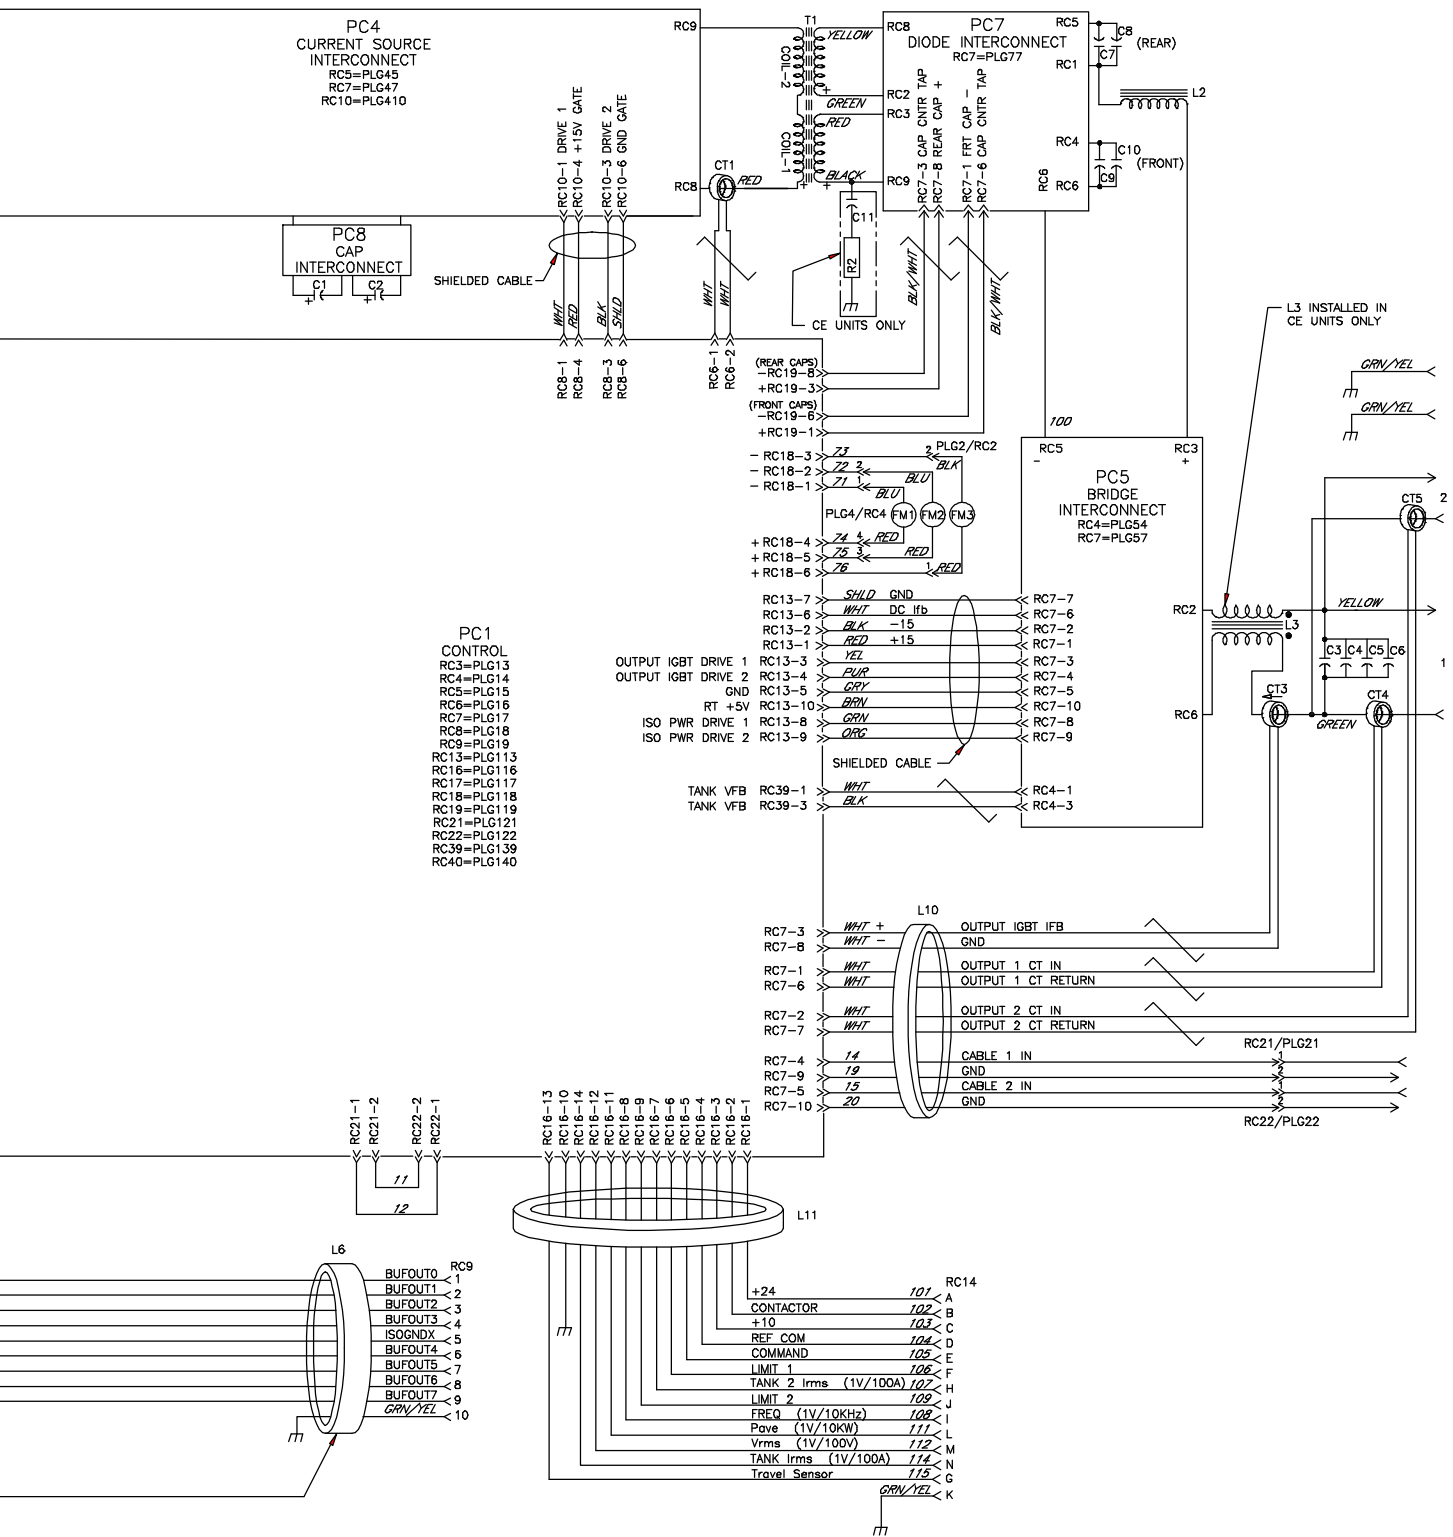 PC4
CURRENT SOURCE
INTERCONNECT
RC5=PLG45
RC7=PLG47
RC10=PLG410
RC9
RC8
RC10-1 DRIVE 1
RC10-4 +15V GATE
RC10-3 DRIVE 2
RC10-6 GND GATE
CT1
RED
T1
COIL-2
COIL-1
YELLOW
+
GREEN
RED
BLACK
+
+
PC7
DIODE INTERCONNECT
RC7=PLG77
RC8
RC2
RC3
RC9
RC7-3 CAP CNTR TAP
RC7-8 REAR CAP +
RC7-1 FRT CAP -
RC7-6 CAP CNTR TAP
RC6
RC5
RC1
RC4
RC6
C8
C7
(REAR)
L2
C10
C9
(FRONT)
C11
R2
CE UNITS ONLY
BLK/WHT
BLK/WHT
PC8
CAP
INTERCONNECT
C1
+
C2
+
SHIELDED CABLE
WHT
RED
BLK
SHLD
WHT
WHT
RC8-1
RC8-4
RC8-3
RC8-6
RC6-1
RC6-2
(REAR CAPS)
-RC19-8
+RC19-3
(FRONT CAPS)
-RC19-6
+RC19-1
- RC18-3
73
2
PLG2/RC2
BLK
- RC18-2
72
2
BLU
- RC18-1
71
1
BLU
PLG4/RC4
FM1
FM2
FM3
+ RC18-4
74
4
RED
+ RC18-5
75
3
RED
+ RC18-6
76
1
RED
100
L3 INSTALLED IN
CE UNITS ONLY
GRN/YEL
GRN/YEL
RC5
-
RC3
+
PC5
BRIDGE
INTERCONNECT
RC4=PLG54
RC7=PLG57
RC2
RC6
L3
YELLOW
C3
C4
C5
C6
CT5
2
1
CT3
CT4
GREEN
RC13-7 SHLD GND RC7-7
RC13-6 WHT DC Ifb RC7-6
RC13-2 BLK -15 RC7-2
RC13-1 RED +15 RC7-1
OUTPUT IGBT DRIVE 1 RC13-3 YEL RC7-3
OUTPUT IGBT DRIVE 2 RC13-4 PUR RC7-4
GND RC13-5 GRY RC7-5
RT +5V RC13-10 BRN RC7-10
ISO PWR DRIVE 1 RC13-8 GRN RC7-8
ISO PWR DRIVE 2 RC13-9 ORG RC7-9
SHIELDED CABLE
TANK VFB RC39-1 WHT RC4-1
TANK VFB RC39-3 BLK RC4-3
PC1
CONTROL
RC3=PLG13
RC4=PLG14
RC5=PLG15
RC6=PLG16
RC7=PLG17
RC8=PLG18
RC9=PLG19
RC13=PLG113
RC16=PLG116
RC17=PLG117
RC18=PLG118
RC19=PLG119
RC21=PLG121
RC22=PLG122
RC39=PLG139
RC40=PLG140
L10
RC7-3 WHT + OUTPUT IGBT IFB
RC7-8 WHT - GND
RC7-1 WHT OUTPUT 1 CT IN
RC7-6 WHT OUTPUT 1 CT RETURN
RC7-2 WHT OUTPUT 2 CT IN
RC7-7 WHT OUTPUT 2 CT RETURN
RC21/PLG21
RC7-4 14 CABLE 1 IN 1
RC7-9 19 GND 2
RC7-5 15 CABLE 2 IN 1
RC7-10 20 GND 2
RC22/PLG22
RC21-1
RC21-2
RC22-2
RC22-1
11
12
RC16-13
RC16-10
RC16-14
RC16-12
RC16-11
RC16-8
RC16-9
RC16-7
RC16-6
RC16-5
RC16-4
RC16-3
RC16-2
RC16-1
L11
L6
RC9
BUFOUT0 1
BUFOUT1 2
BUFOUT2 3
BUFOUT3 4
ISOGNDX 5
BUFOUT4 6
BUFOUT5 7
BUFOUT6 8
BUFOUT7 9
GRN/YEL 10
RC14
+24 101 A
CONTACTOR 102 B
+10 103 C
REF COM 104 D
COMMAND 105 E
LIMIT 1 106 F
TANK 2 Irms (1V/100A) 107 H
LIMIT 2 109 J
FREQ (1V/10KHz) 108 I
Pave (1V/10KW) 111 L
Vrms (1V/100V) 112 M
TANK Irms (1V/100A) 114 N
Travel Sensor 115 G
GRN/YEL K